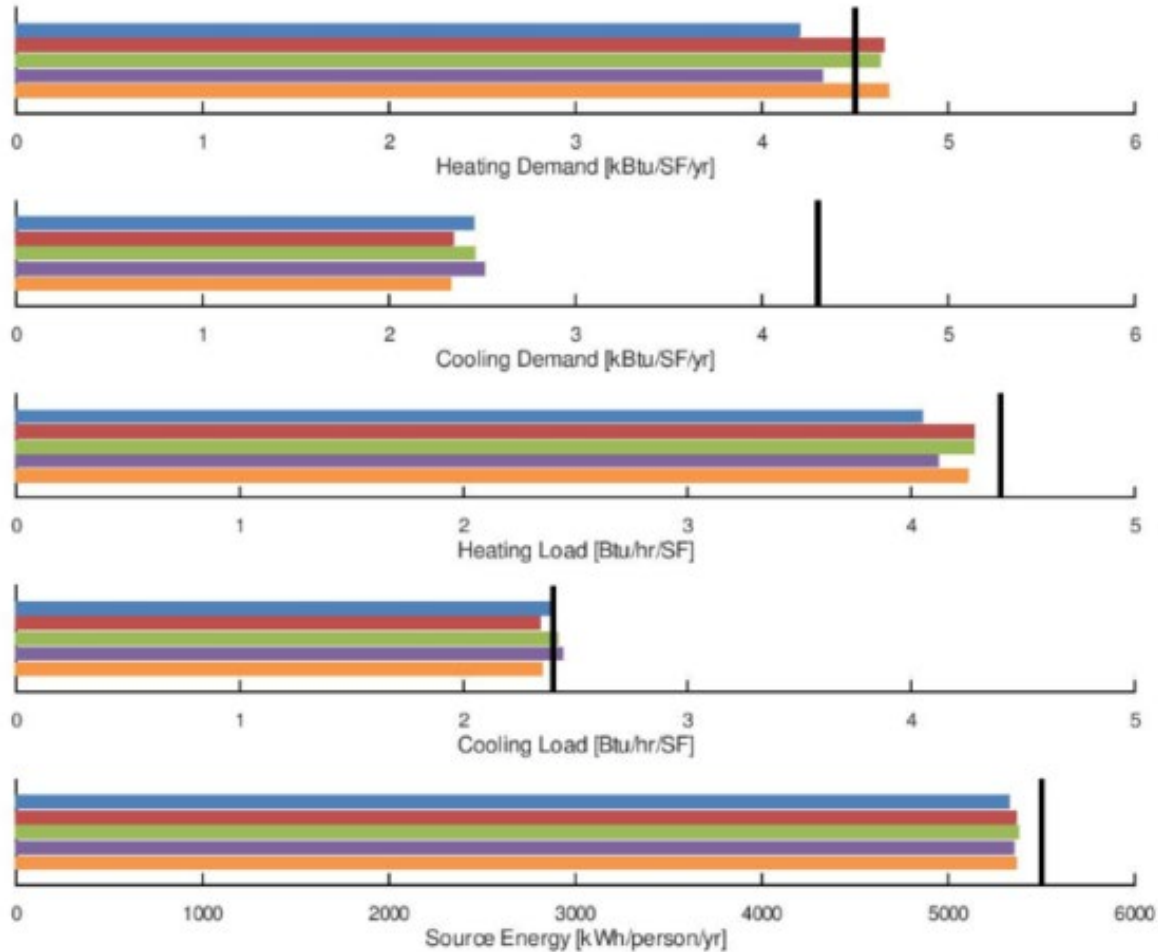 0 1 2 3 4 5 6
Heating Demand [kBtu/SF/yr]
0 1 2 3 4 5 6
Cooling Demand [kBtu/SF/yr]
0 1 2 3 4 5
Heating Load [Btu/hr/SF]
0 1 2 3 4 5
Cooling Load [Btu/hr/SF]
0 1000 2000 3000 4000 5000 6000
Source Energy [kWh/person/yr]